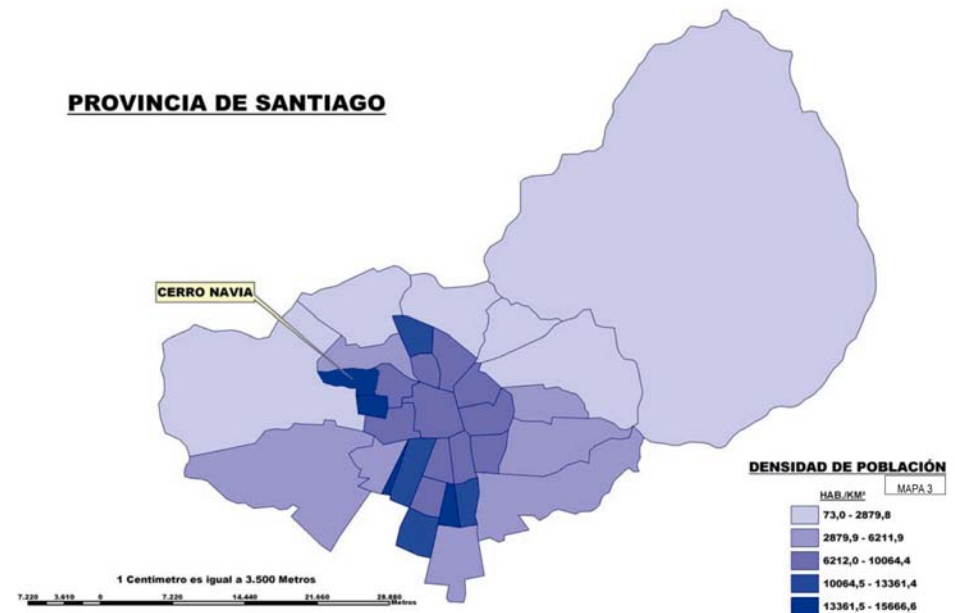 PROVINCIA DE SANTIAGO
CERRO NAVIA
DENSIDAD DE POBLACIÓN
MAPA 3
HAB./KM²
73,0 - 2879,8
2879,9 - 6211,9
6212,0 - 10064,4
10064,5 - 13361,4
13361,5 - 15666,6
1 Centímetro es igual a 3.500 Metros
7.220 3.610 0 7.220 14.440 21.660 28.880
Metros